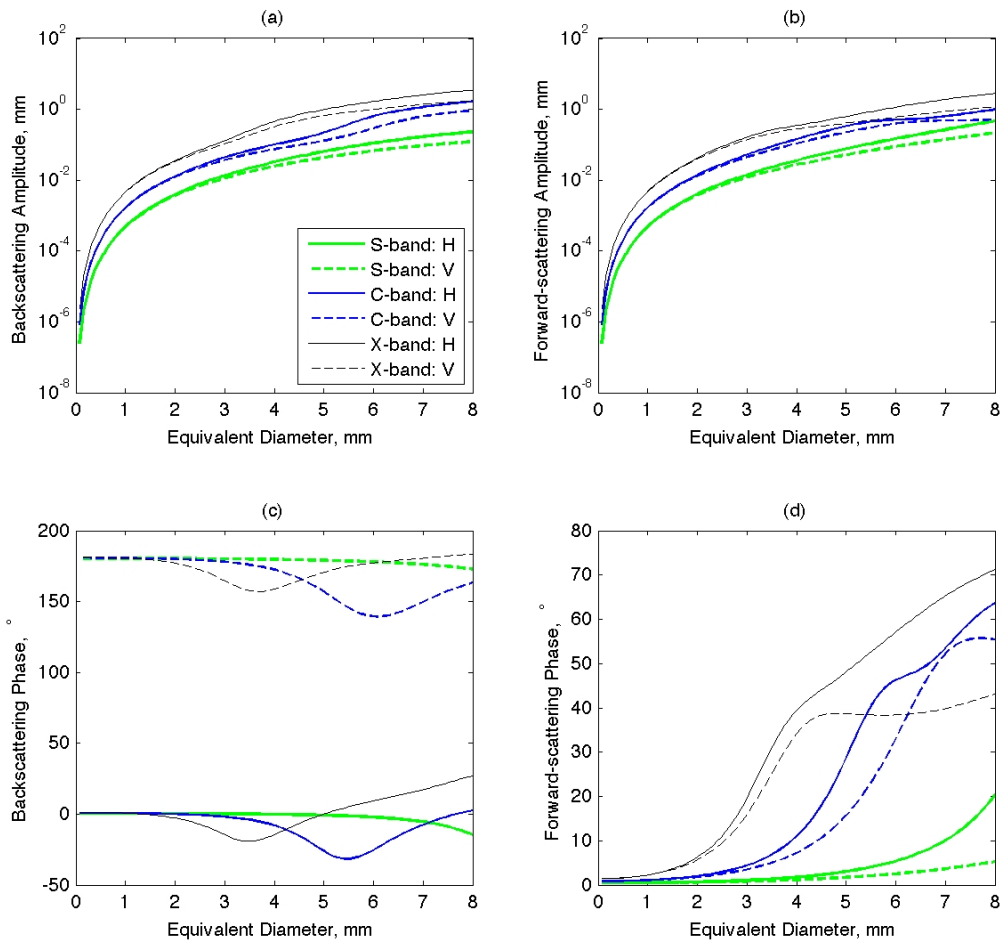 (a)
10^2
10^0
10^-2
10^-4
10^-6
10^-8
Backscattering Amplitude, mm
S-band: H
S-band: V
C-band: H
C-band: V
X-band: H
X-band: V
0 1 2 3 4 5 6 7 8
Equivalent Diameter, mm
(b)
10^2
10^0
10^-2
10^-4
10^-6
10^-8
Forward-scattering Amplitude, mm
0 1 2 3 4 5 6 7 8
Equivalent Diameter, mm
(c)
200
150
100
50
0
-50
Backscattering Phase, °
0 1 2 3 4 5 6 7 8
Equivalent Diameter, mm
(d)
80
70
60
50
40
30
20
10
0
Forward-scattering Phase, °
0 1 2 3 4 5 6 7 8
Equivalent Diameter, mm